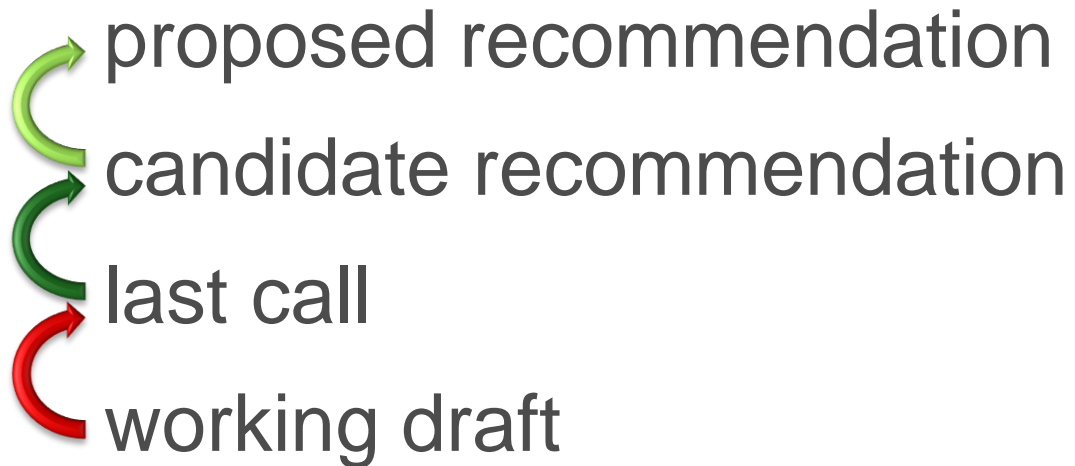 proposed recommendation
candidate recommendation
last call
working draft